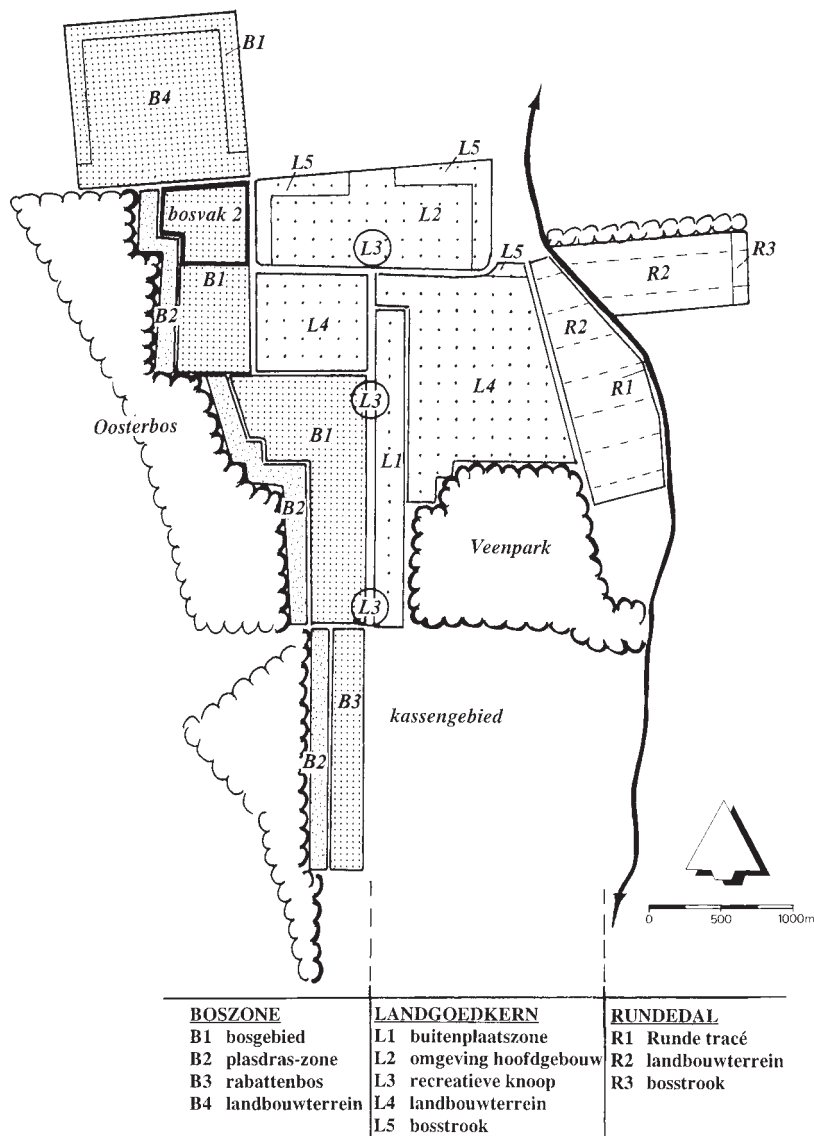 B1
B4
L5
L5
bosvak 2
L2
L3
L5
R3
R2
B1
B2
L4
R2
L4
R1
L3
Oosterbos
B1
L1
B2
Veenpark
L3
B3
kassengebied
B2
0 500 1000m
BOSZONE
B1 bosgebied
B2 plasdras-zone
B3 rabattenbos
B4 landbouwterrein
LANDGOEDKERN
L1 buitenplaatszone
L2 omgeving hoofdgebouw
L3 recreatieve knoop
L4 landbouwterrein
L5 bosstrook
RUNDEDAL
R1 Runde tracé
R2 landbouwterrein
R3 bosstrook